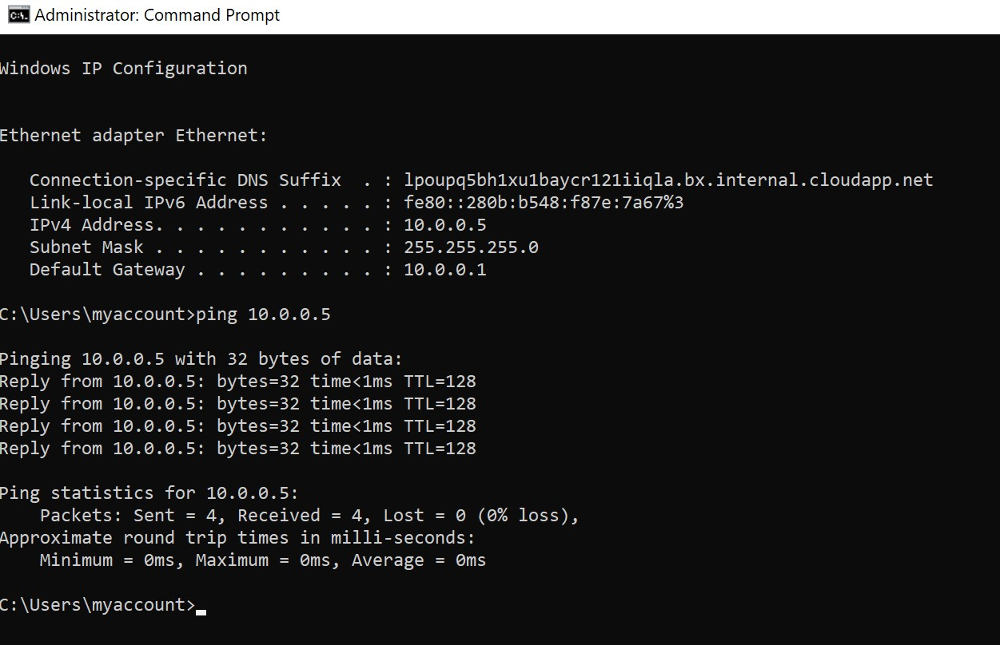 Administrator: Command Prompt
Windows IP Configuration
Ethernet adapter Ethernet:
Connection-specific DNS Suffix  . : lpoupq5bh1xu1baycr121iiqla.bx.internal.cloudapp.net
Link-local IPv6 Address . . . . . : fe80::280b:b548:f87e:7a67%3
IPv4 Address. . . . . . . . . . . : 10.0.0.5
Subnet Mask . . . . . . . . . . . : 255.255.255.0
Default Gateway . . . . . . . . . : 10.0.0.1
C:\Users\myaccount>ping 10.0.0.5
Pinging 10.0.0.5 with 32 bytes of data:
Reply from 10.0.0.5: bytes=32 time<1ms TTL=128
Reply from 10.0.0.5: bytes=32 time<1ms TTL=128
Reply from 10.0.0.5: bytes=32 time<1ms TTL=128
Reply from 10.0.0.5: bytes=32 time<1ms TTL=128
Ping statistics for 10.0.0.5:
Packets: Sent = 4, Received = 4, Lost = 0 (0% loss),
Approximate round trip times in milli-seconds:
Minimum = 0ms, Maximum = 0ms, Average = 0ms
C:\Users\myaccount>